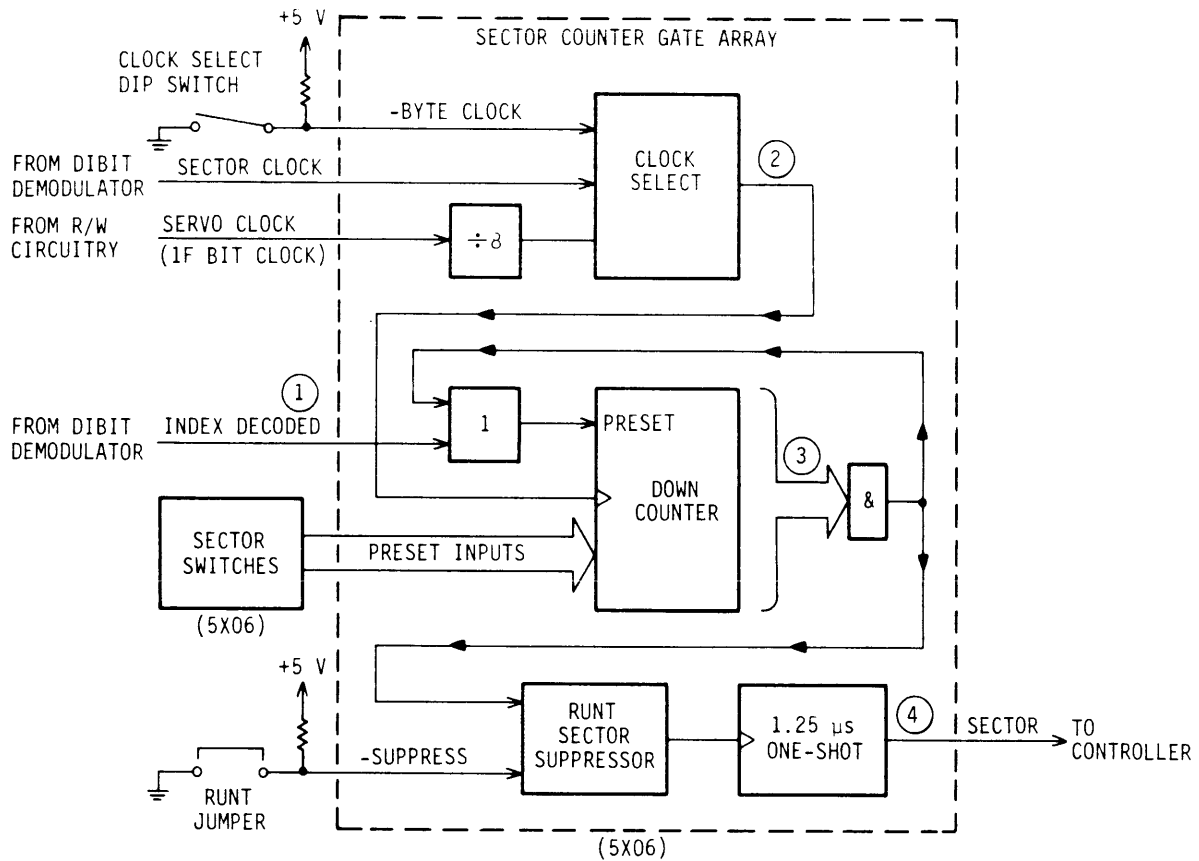 +5 V
SECTOR COUNTER GATE ARRAY
CLOCK SELECT
DIP SWITCH
-BYTE CLOCK
FROM DIBIT
DEMODULATOR
SECTOR CLOCK
CLOCK
SELECT
2
FROM R/W
CIRCUITRY
SERVO CLOCK
(1F BIT CLOCK)
÷8
1
FROM DIBIT
DEMODULATOR
INDEX DECODED
1
PRESET
DOWN
COUNTER
3
&
SECTOR
SWITCHES
(5X06)
PRESET INPUTS
+5 V
-SUPPRESS
RUNT
JUMPER
RUNT
SECTOR
SUPPRESSOR
1.25 µs
ONE-SHOT
4
SECTOR
TO
CONTROLLER
(5X06)